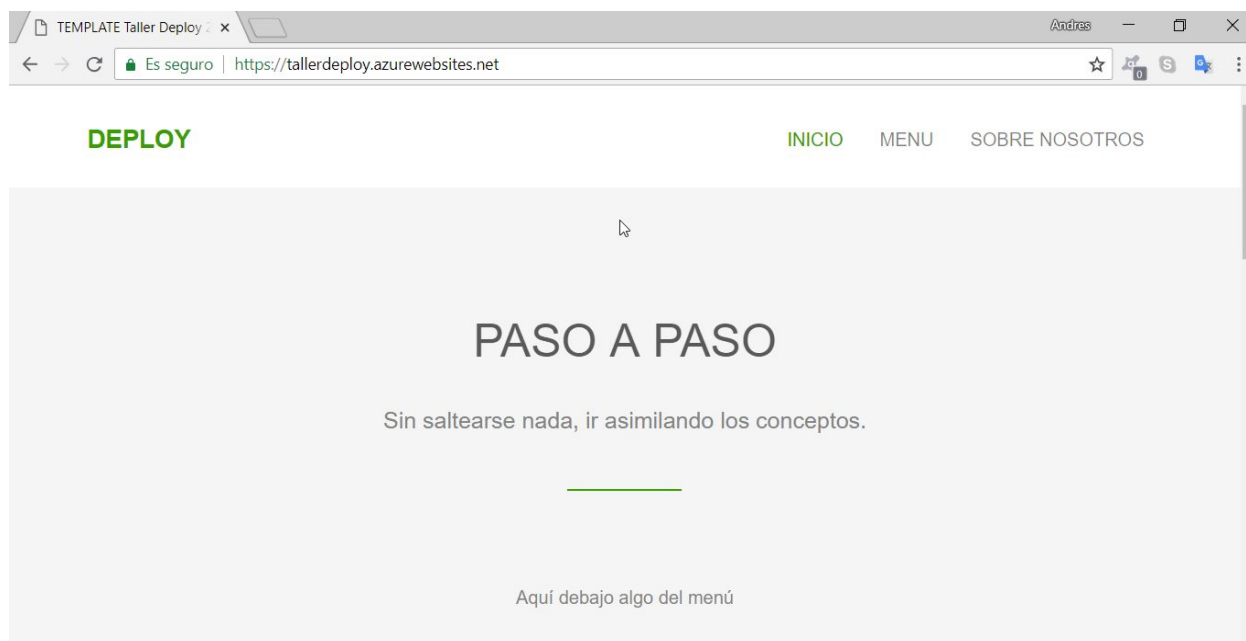 TEMPLATE Taller Deploy
Andres
Es seguro | https://tallerdeploy.azurewebsites.net
0
S
G
DEPLOY
INICIO MENU SOBRE NOSOTROS
PASO A PASO
Sin saltearse nada, ir asimilando los conceptos.
Aquí debajo algo del menú